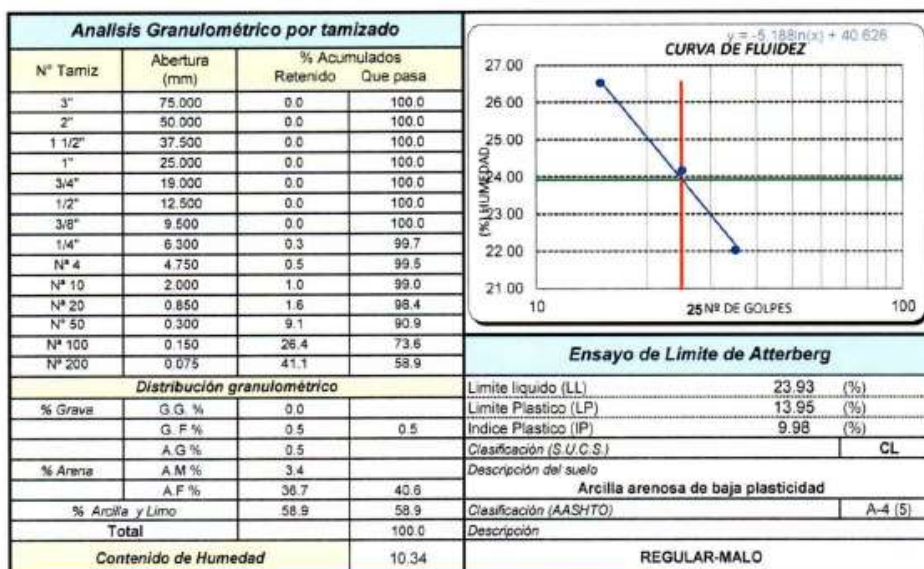 Analisis Granulométrico por tamizado
N° Tamiz Abertura (mm) % Acumulados Retenido Que pasa
3" 75.000 0.0 100.0
2" 50.000 0.0 100.0
1 1/2" 37.500 0.0 100.0
1" 25.000 0.0 100.0
3/4" 19.000 0.0 100.0
1/2" 12.500 0.0 100.0
3/8" 9.500 0.0 100.0
1/4" 6.300 0.3 99.7
Nª 4 4.750 0.5 99.5
Nª 10 2.000 1.0 99.0
Nª 20 0.850 1.6 98.4
N° 50 0.300 9.1 90.9
Nª 100 0.150 26.4 73.6
Nª 200 0.075 41.1 58.9
Distribución granulométrico
% Grava G.G. % 0.0
G. F % 0.5 0.5
A.G % 0.5
% Arena A.M % 3.4
A.F % 36.7 40.6
% Arcilla y Limo 58.9 58.9
Total 100.0
Contenido de Humedad 10.34
y = -5.188ln(x) + 40.626
CURVA DE FLUIDEZ
27.00
26.00
25.00
24.00
23.00
22.00
21.00
(%) HUMEDAD
10 25 Nº DE GOLPES 100
Ensayo de Limite de Atterberg
Limite liquido (LL) 23.93 (%)
Limite Plastico (LP) 13.95 (%)
Indice Plastico (IP) 9.98 (%)
Clasificación (S.U.C.S.) CL
Descripción del suelo
Arcilla arenosa de baja plasticidad
Clasificación (AASHTO) A-4 (5)
Descripción
REGULAR-MALO